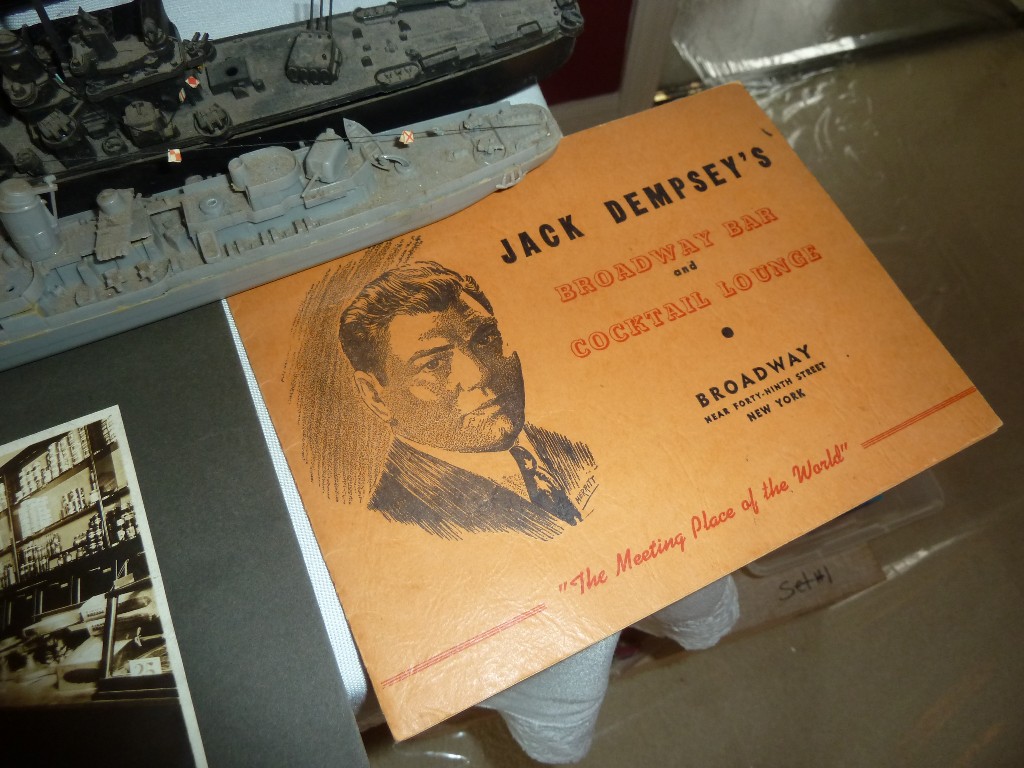 JACK DEMPSEY'S
BROADWAY BAR
and
COCKTAIL LOUNGE
BROADWAY
NEAR FORTY-NINTH STREET
NEW YORK
"The Meeting Place of the World"
Set #1
23